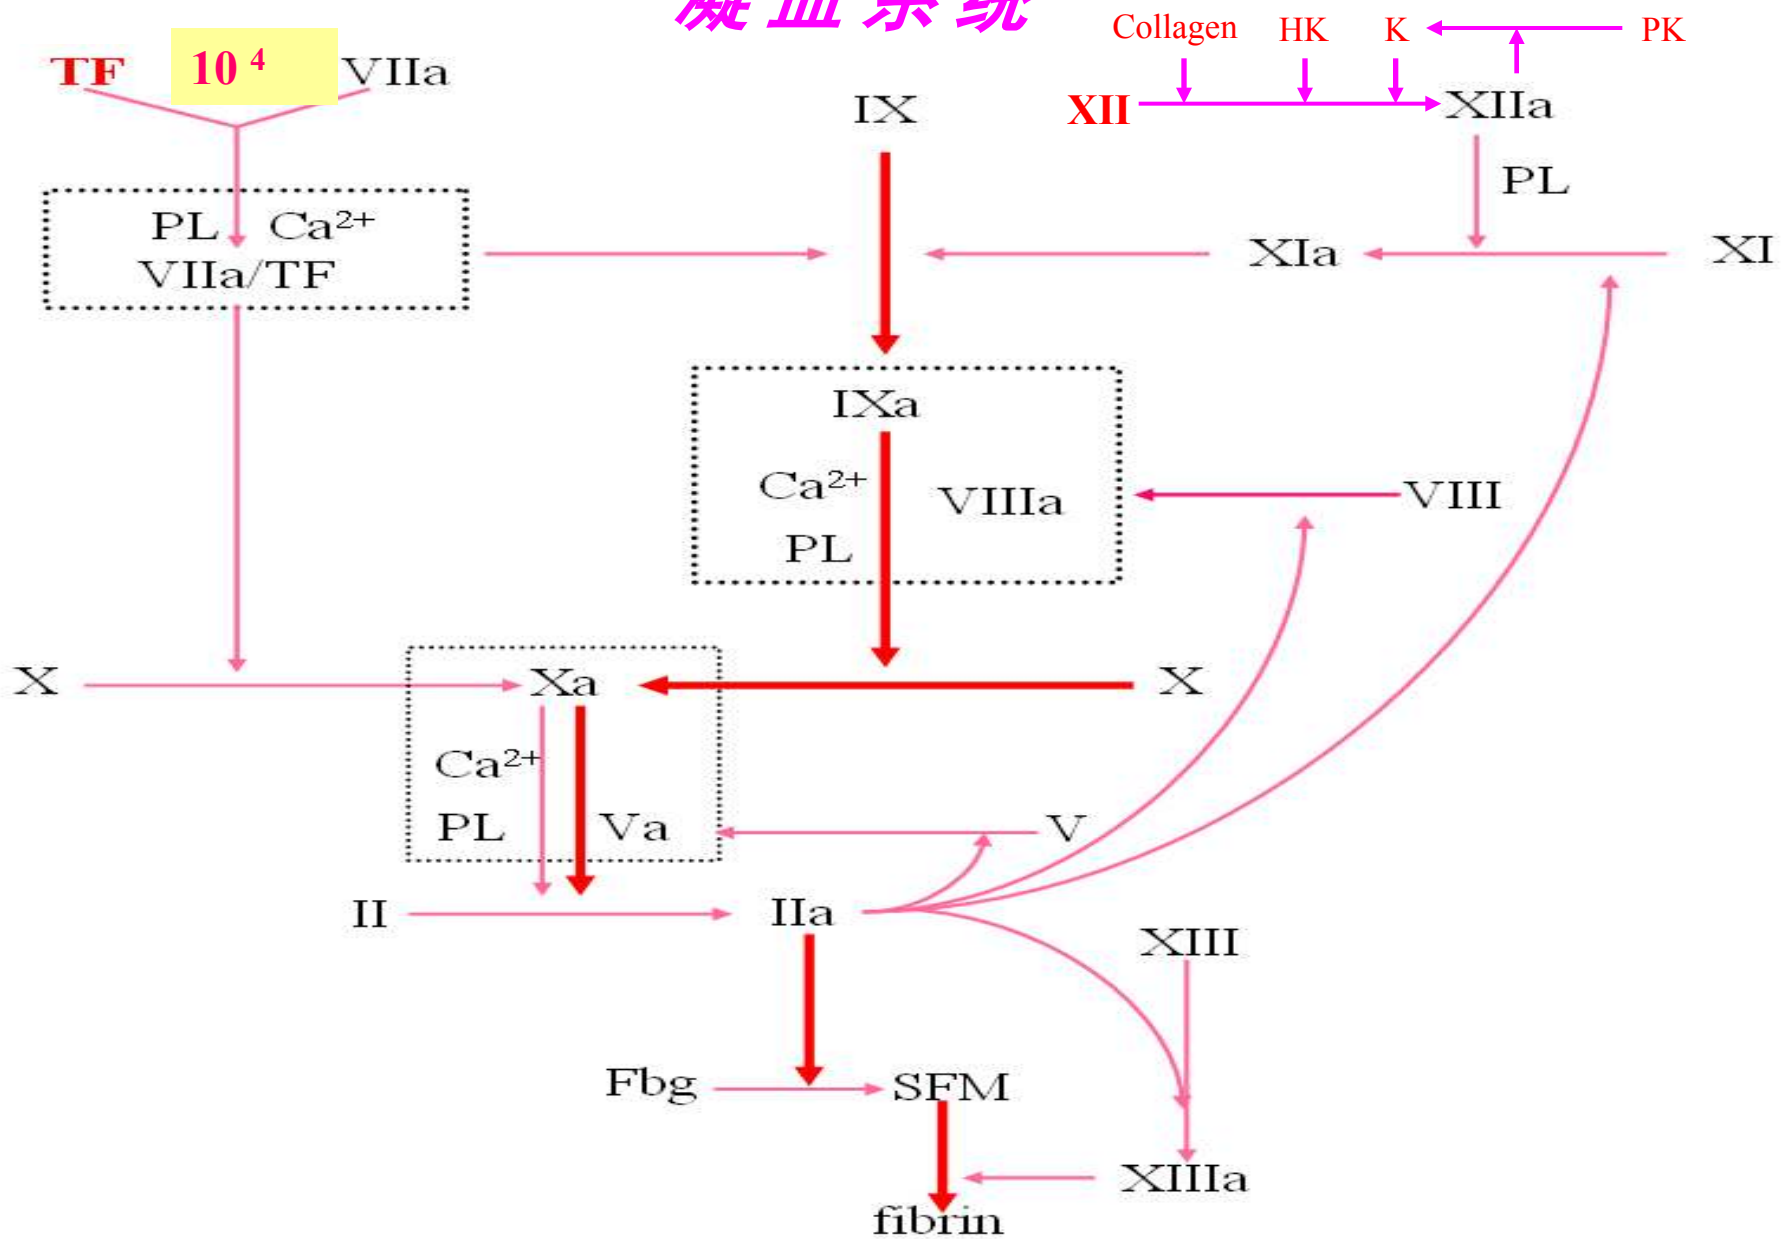 凝血系统
Collagen HK K PK
TF 10 4 VIIa
IX XII XIIa
PL
PL Ca2+
VIIa/TF
XIa XI
IXa
Ca2+ VIIIa VIII
PL
X Xa X
Ca2+
PL Va V
II IIa
XIII
Fbg SFM
XIIIa
fibrin